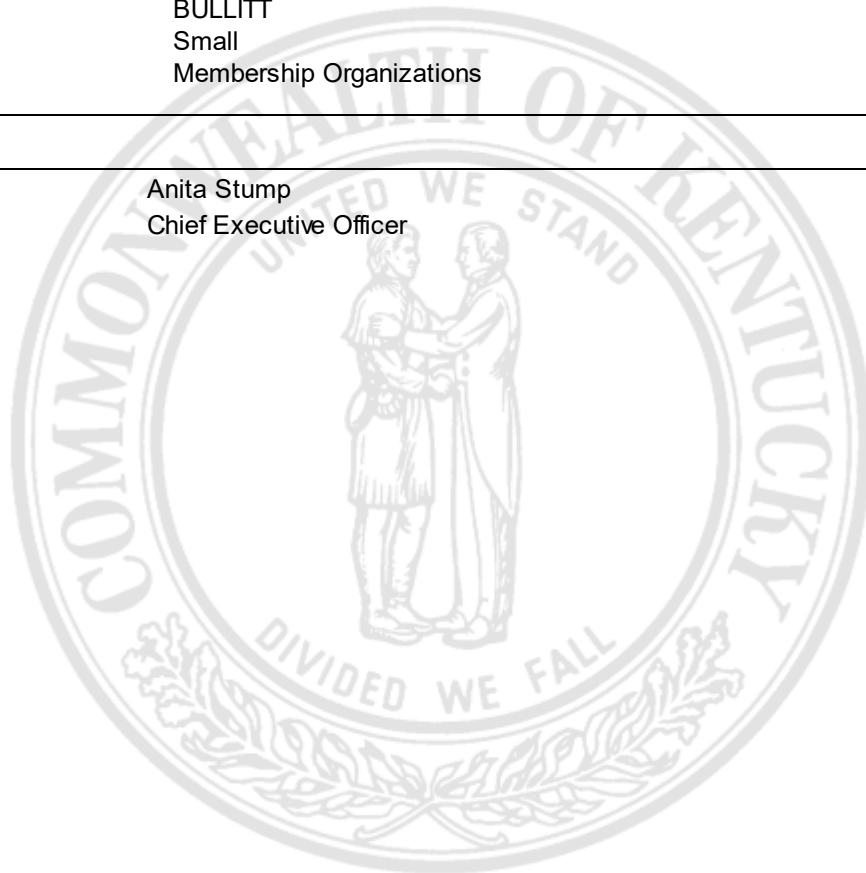 BULLITT
Small
Membership Organizations
Anita Stump
Chief Executive Officer
COMMONWEALTH OF KENTUCKY
UNITED WE STAND
DIVIDED WE FALL